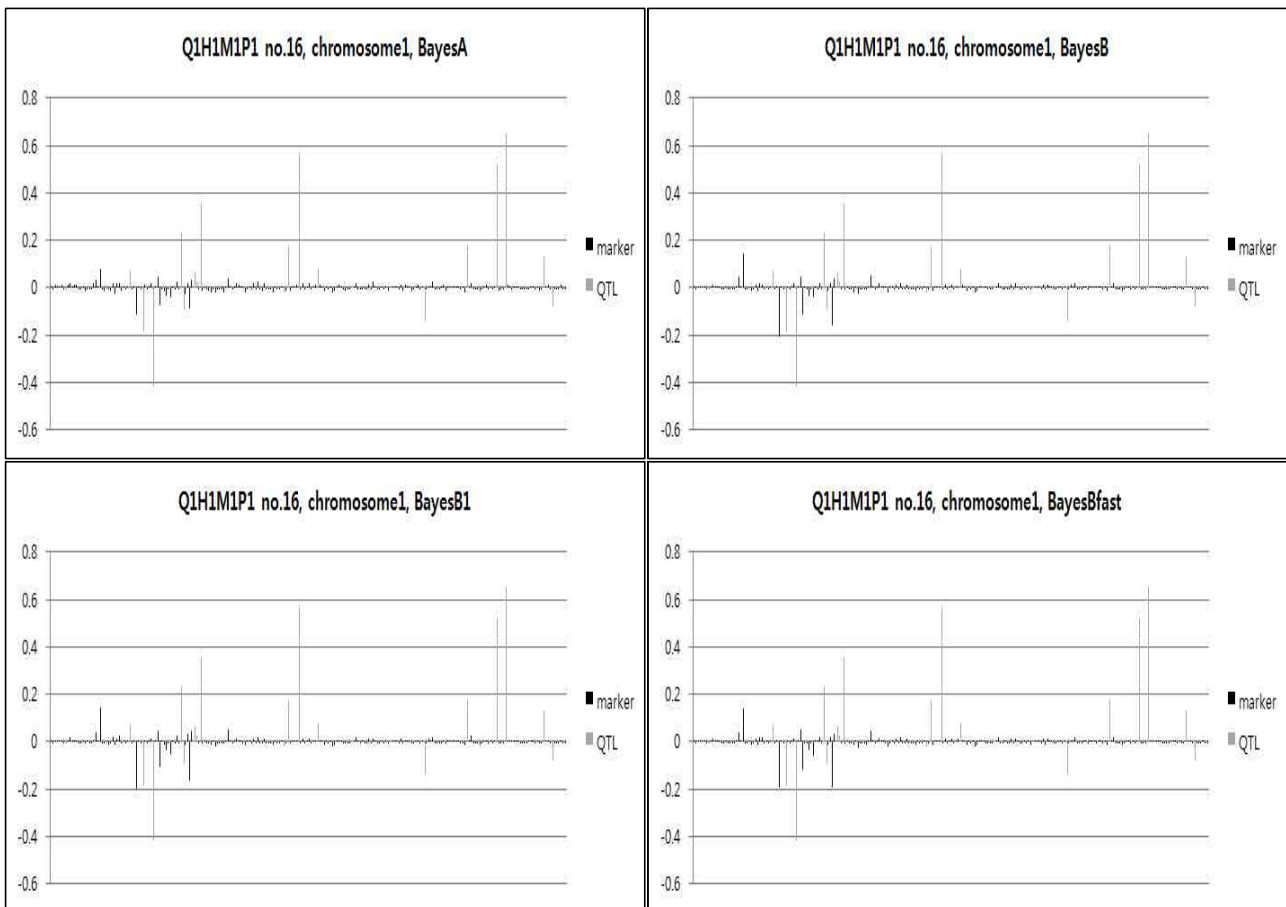 Q1H1M1P1 no.16, chromosome1, BayesA
0.8
0.6
0.4
0.2
0
-0.2
-0.4
-0.6
marker
QTL
Q1H1M1P1 no.16, chromosome1, BayesB
0.8
0.6
0.4
0.2
0
-0.2
-0.4
-0.6
marker
QTL
Q1H1M1P1 no.16, chromosome1, BayesB1
0.8
0.6
0.4
0.2
0
-0.2
-0.4
-0.6
marker
QTL
Q1H1M1P1 no.16, chromosome1, BayesBfast
0.8
0.6
0.4
0.2
0
-0.2
-0.4
-0.6
marker
QTL